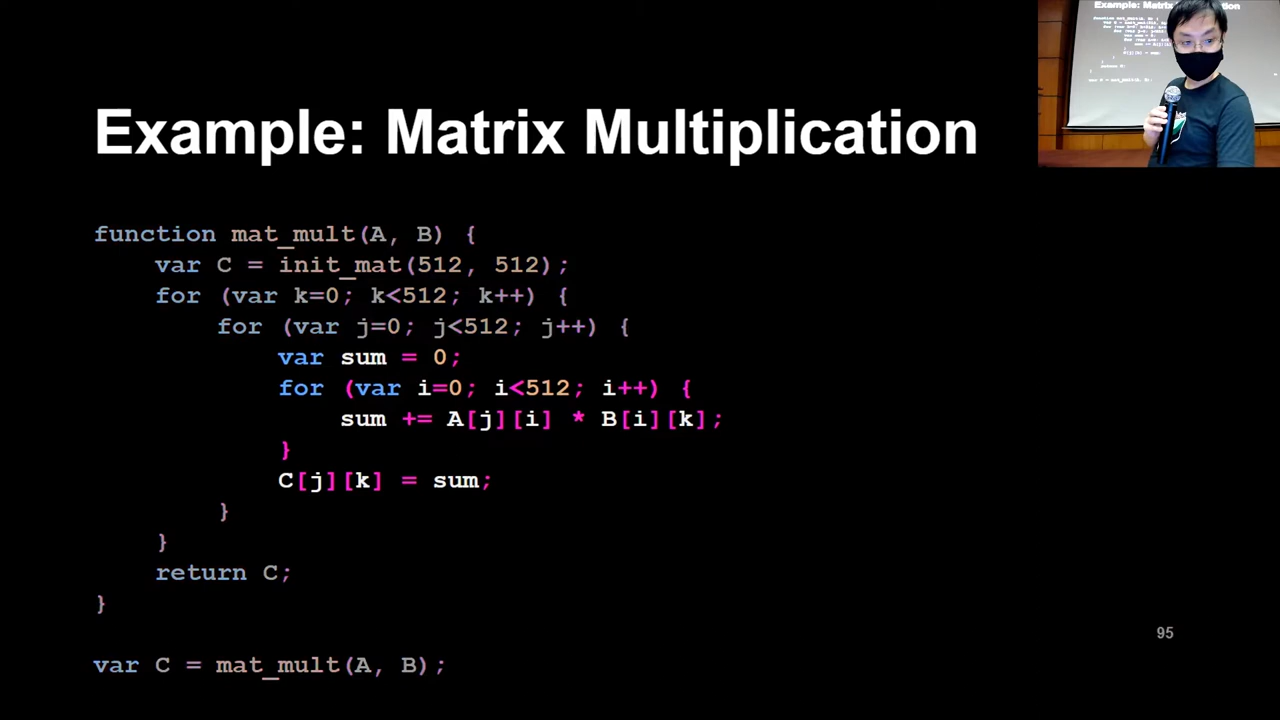 Example: Matrix Multiplication
function mat_mult(A, B) {
    var C = init_mat(512, 512);
    for (var k=0; k<512; k++) {
        for (var j=0; j<512; j++) {
            var sum = 0;
            for (var i=0; i<512; i++) {
                sum += A[j][i] * B[i][k];
            }
            C[j][k] = sum;
        }
    }
    return C;
}
var C = mat_mult(A, B);
95